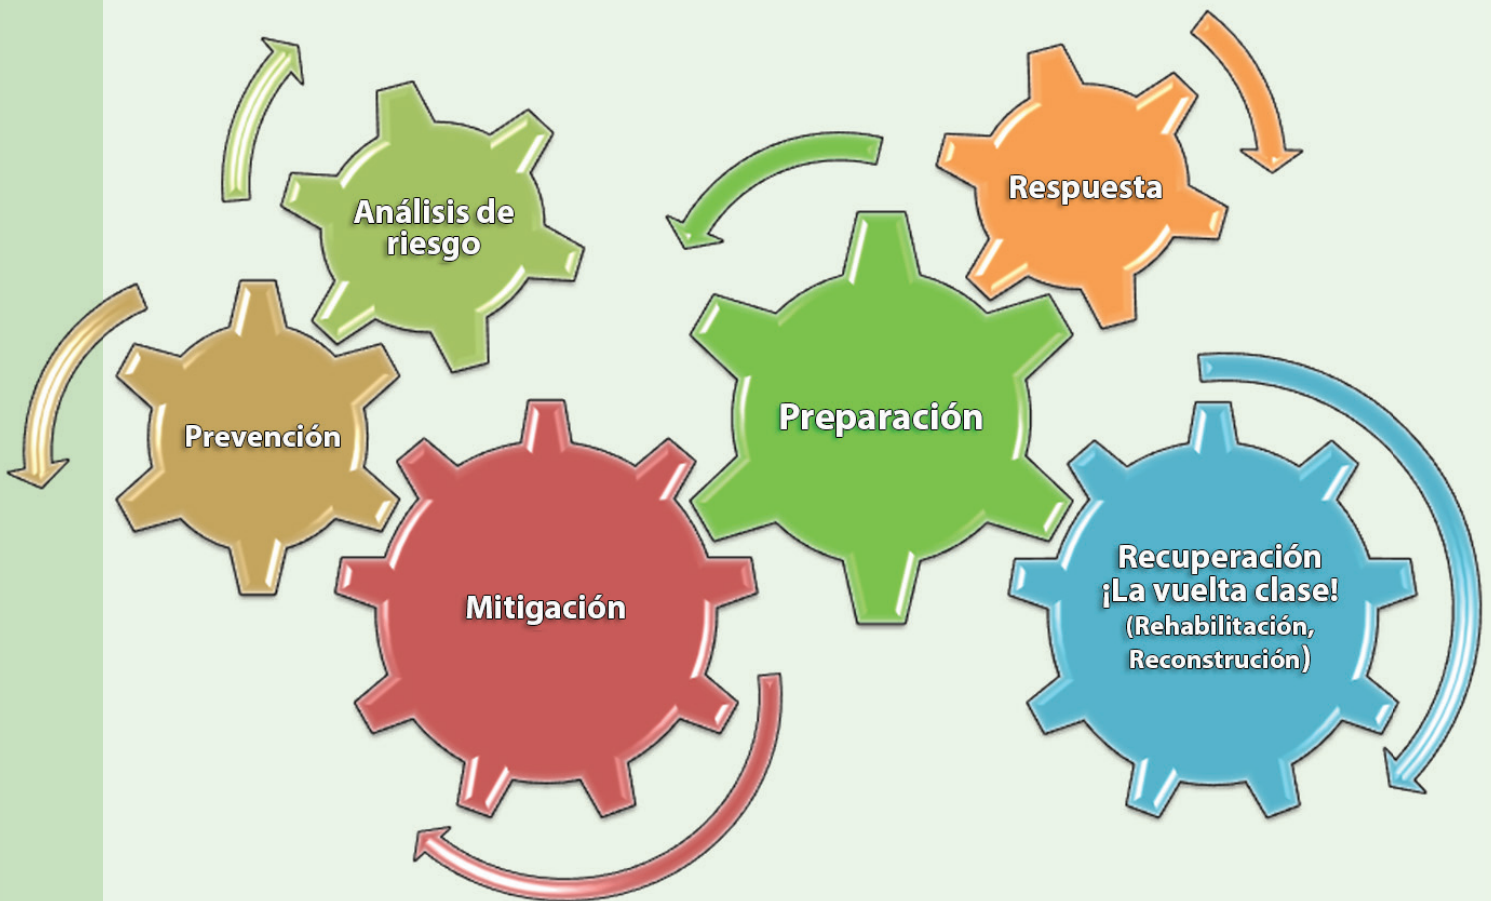 Análisis de
riesgo
Respuesta
Prevención
Preparación
Mitigación
Recuperación
¡La vuelta clase!
(Rehabilitación,
Reconstrución)